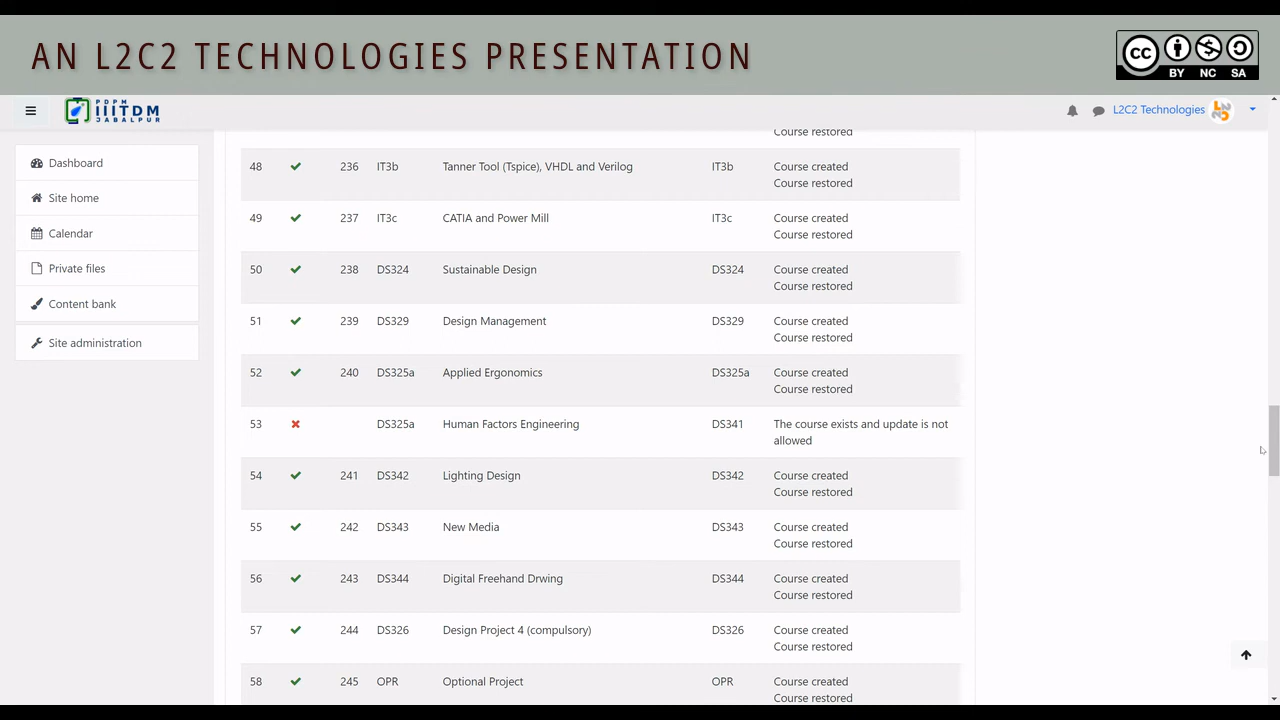 AN L2C2 TECHNOLOGIES PRESENTATION
CC BY NC SA
PDPM
IIITDM
JABALPUR
L2C2 Technologies
Dashboard
Site home
Calendar
Private files
Content bank
Site administration
Course restored
48 236 IT3b Tanner Tool (Tspice), VHDL and Verilog IT3b Course created
Course restored
49 237 IT3c CATIA and Power Mill IT3c Course created
Course restored
50 238 DS324 Sustainable Design DS324 Course created
Course restored
51 239 DS329 Design Management DS329 Course created
Course restored
52 240 DS325a Applied Ergonomics DS325a Course created
Course restored
53 DS325a Human Factors Engineering DS341 The course exists and update is not
allowed
54 241 DS342 Lighting Design DS342 Course created
Course restored
55 242 DS343 New Media DS343 Course created
Course restored
56 243 DS344 Digital Freehand Drwing DS344 Course created
Course restored
57 244 DS326 Design Project 4 (compulsory) DS326 Course created
Course restored
58 245 OPR Optional Project OPR Course created
Course restored